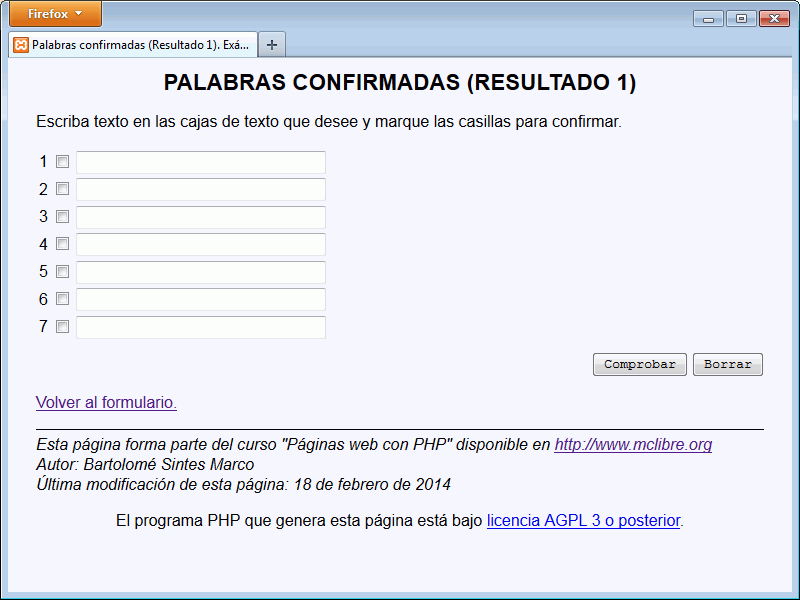 Firefox
Palabras confirmadas (Resultado 1). Exá...
PALABRAS CONFIRMADAS (RESULTADO 1)
Escriba texto en las cajas de texto que desee y marque las casillas para confirmar.
1
2
3
4
5
6
7
Comprobar Borrar
Volver al formulario.
Esta página forma parte del curso "Páginas web con PHP" disponible en http://www.mclibre.org
Autor: Bartolomé Sintes Marco
Última modificación de esta página: 18 de febrero de 2014
El programa PHP que genera esta página está bajo licencia AGPL 3 o posterior.